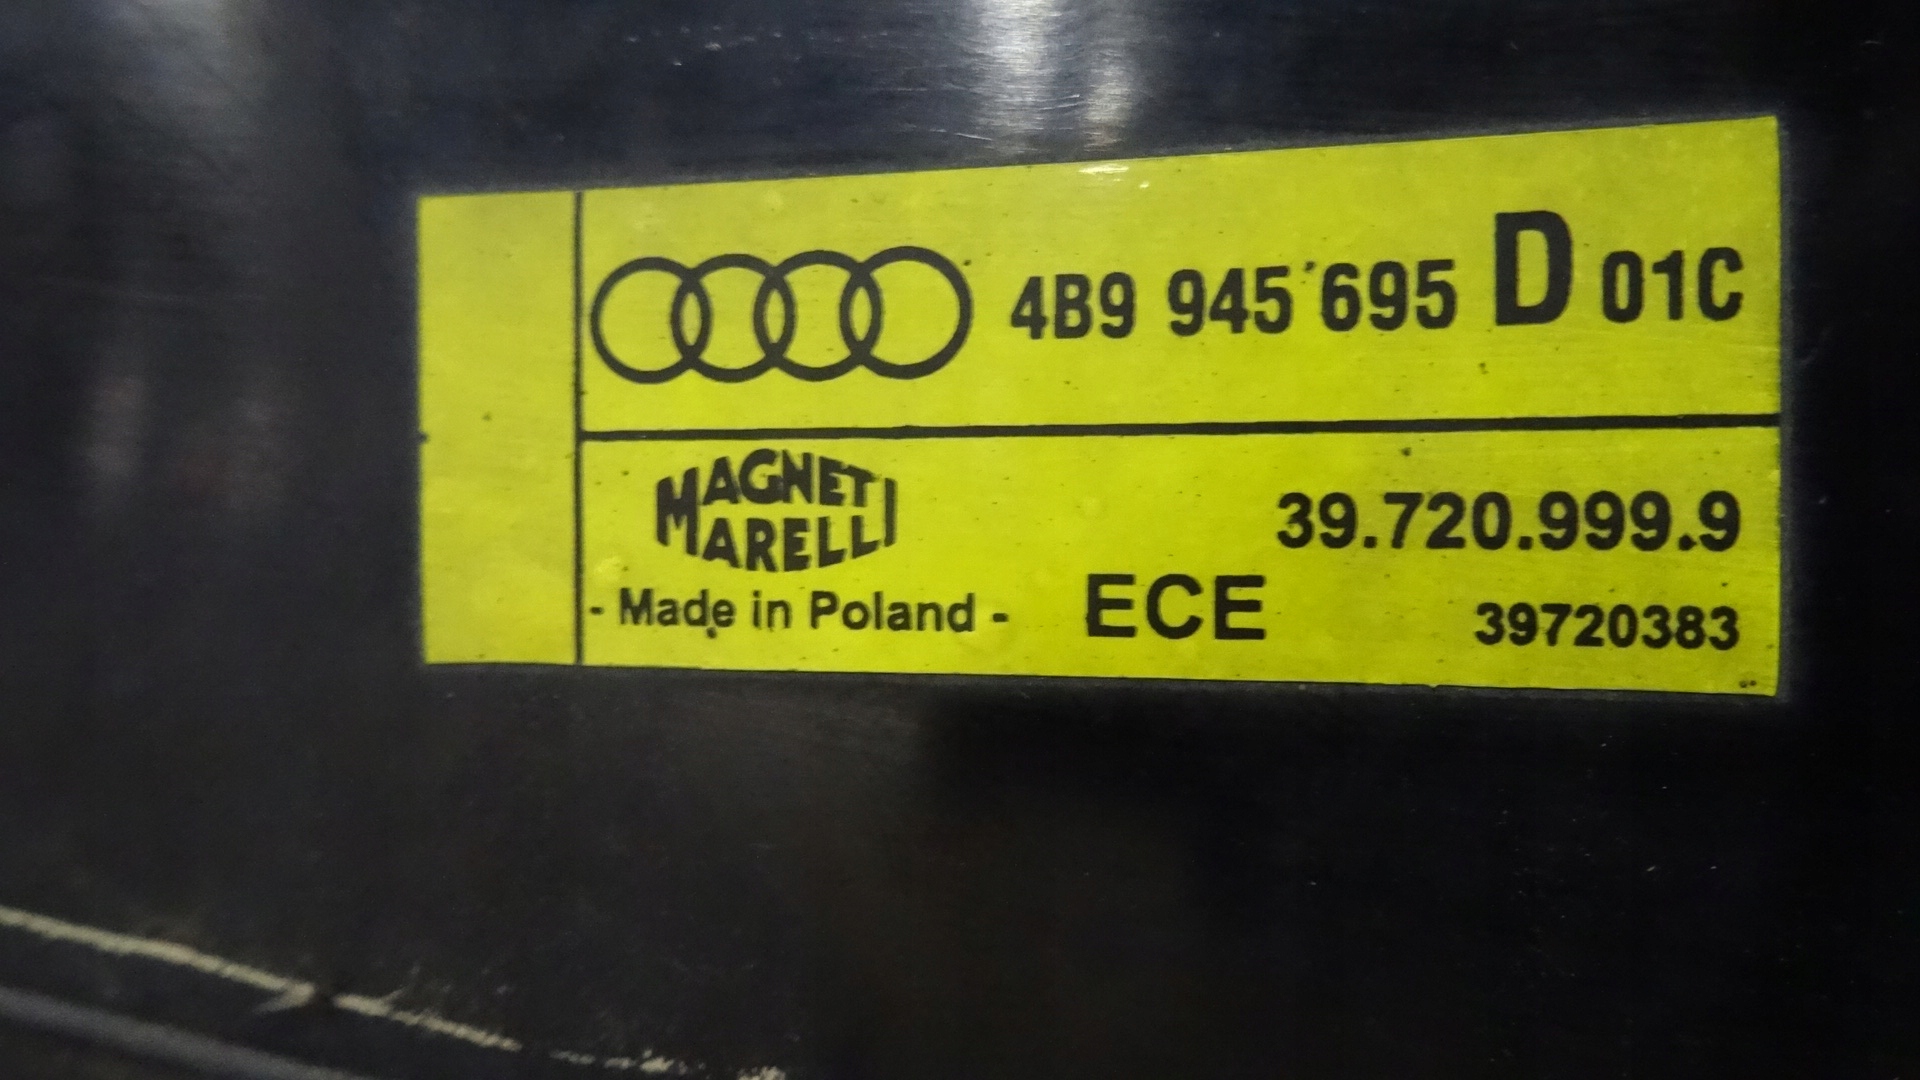 4B9 945 695 D 01C
MAGNETI
MARELLI
39.720.999.9
- Made in Poland -
ECE
39720383